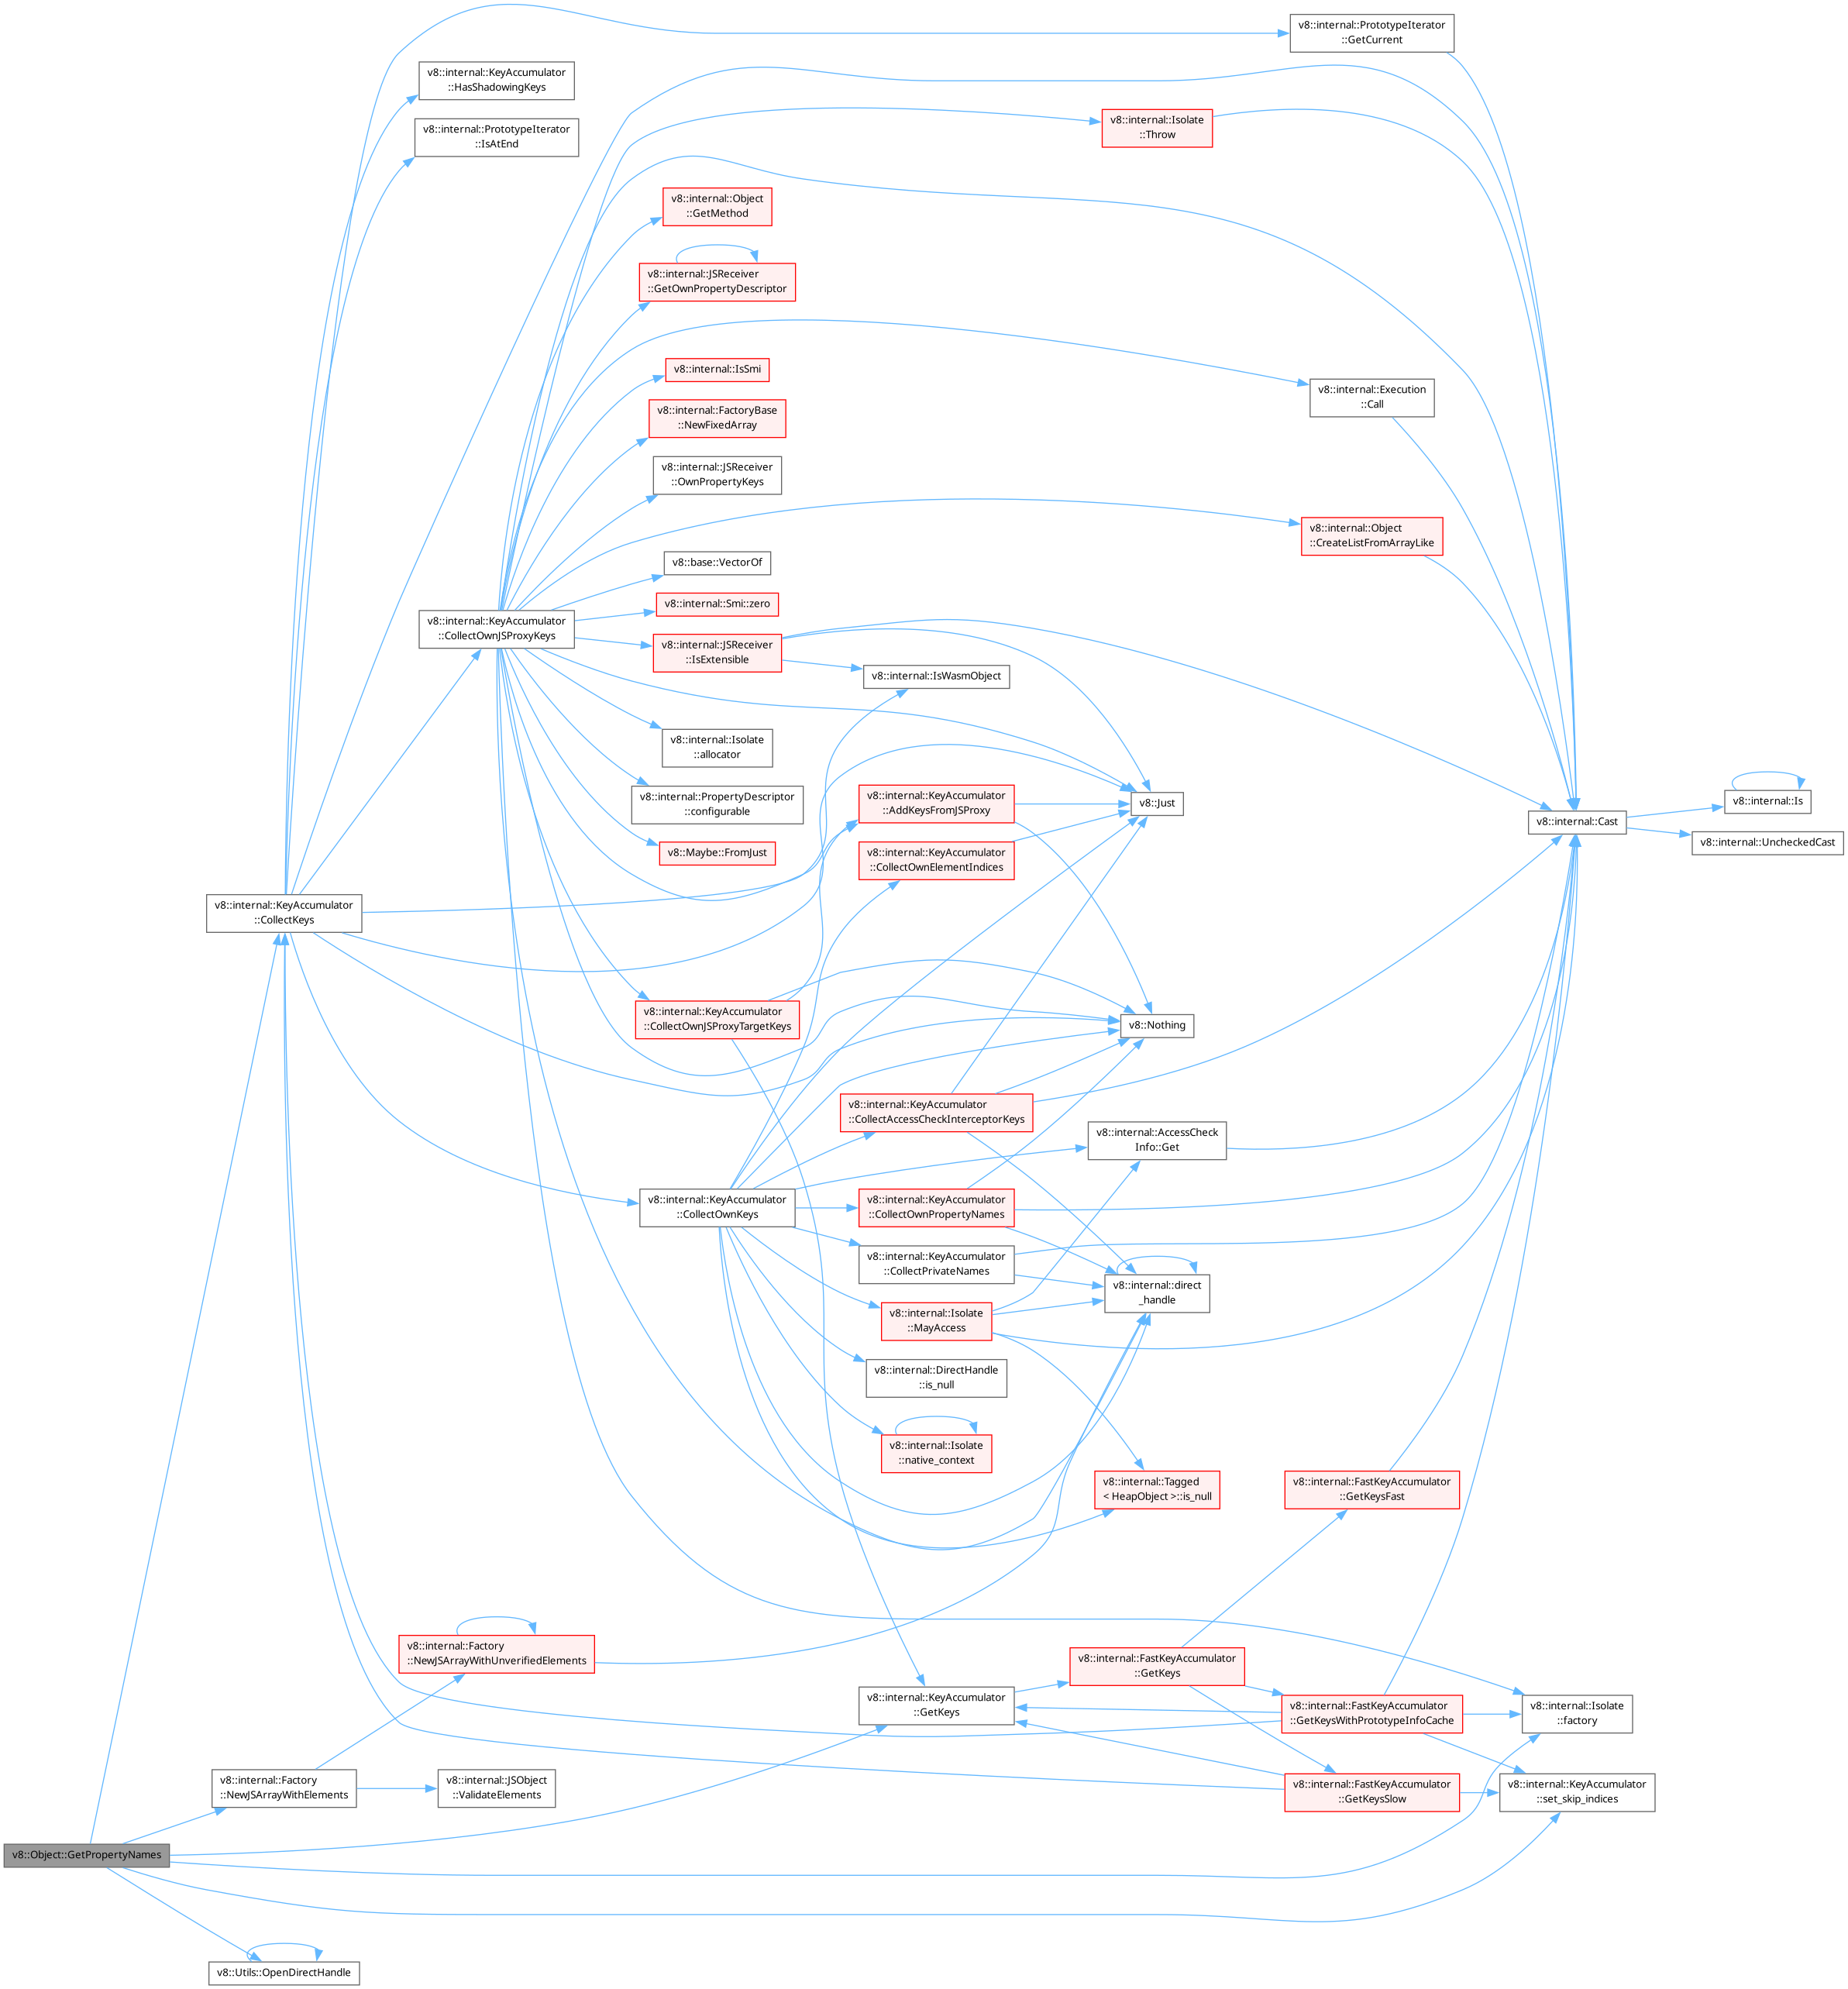 v8::internal::PrototypeIterator
::GetCurrent
v8::internal::KeyAccumulator
::HasShadowingKeys
v8::internal::PrototypeIterator
::IsAtEnd
v8::internal::Isolate
::Throw
v8::internal::Object
::GetMethod
v8::internal::JSReceiver
::GetOwnPropertyDescriptor
v8::internal::IsSmi
v8::internal::Execution
::Call
v8::internal::FactoryBase
::NewFixedArray
v8::internal::JSReceiver
::OwnPropertyKeys
v8::internal::Object
::CreateListFromArrayLike
v8::base::VectorOf
v8::internal::Smi::zero
v8::internal::KeyAccumulator
::CollectOwnJSProxyKeys
v8::internal::JSReceiver
::IsExtensible
v8::internal::IsWasmObject
v8::internal::Isolate
::allocator
v8::internal::PropertyDescriptor
::configurable
v8::internal::KeyAccumulator
::AddKeysFromJSProxy
v8::Just
v8::internal::Is
v8::internal::Cast
v8::internal::UncheckedCast
v8::Maybe::FromJust
v8::internal::KeyAccumulator
::CollectOwnElementIndices
v8::internal::KeyAccumulator
::CollectKeys
v8::internal::KeyAccumulator
::CollectOwnJSProxyTargetKeys
v8::Nothing
v8::internal::KeyAccumulator
::CollectAccessCheckInterceptorKeys
v8::internal::AccessCheck
Info::Get
v8::internal::KeyAccumulator
::CollectOwnKeys
v8::internal::KeyAccumulator
::CollectOwnPropertyNames
v8::internal::KeyAccumulator
::CollectPrivateNames
v8::internal::direct
_handle
v8::internal::Isolate
::MayAccess
v8::internal::DirectHandle
::is_null
v8::internal::Isolate
::native_context
v8::internal::Tagged
< HeapObject >::is_null
v8::internal::FastKeyAccumulator
::GetKeysFast
v8::internal::Factory
::NewJSArrayWithUnverifiedElements
v8::internal::FastKeyAccumulator
::GetKeys
v8::internal::KeyAccumulator
::GetKeys
v8::internal::FastKeyAccumulator
::GetKeysWithPrototypeInfoCache
v8::internal::Isolate
::factory
v8::internal::Factory
::NewJSArrayWithElements
v8::internal::JSObject
::ValidateElements
v8::internal::FastKeyAccumulator
::GetKeysSlow
v8::internal::KeyAccumulator
::set_skip_indices
v8::Object::GetPropertyNames
v8::Utils::OpenDirectHandle